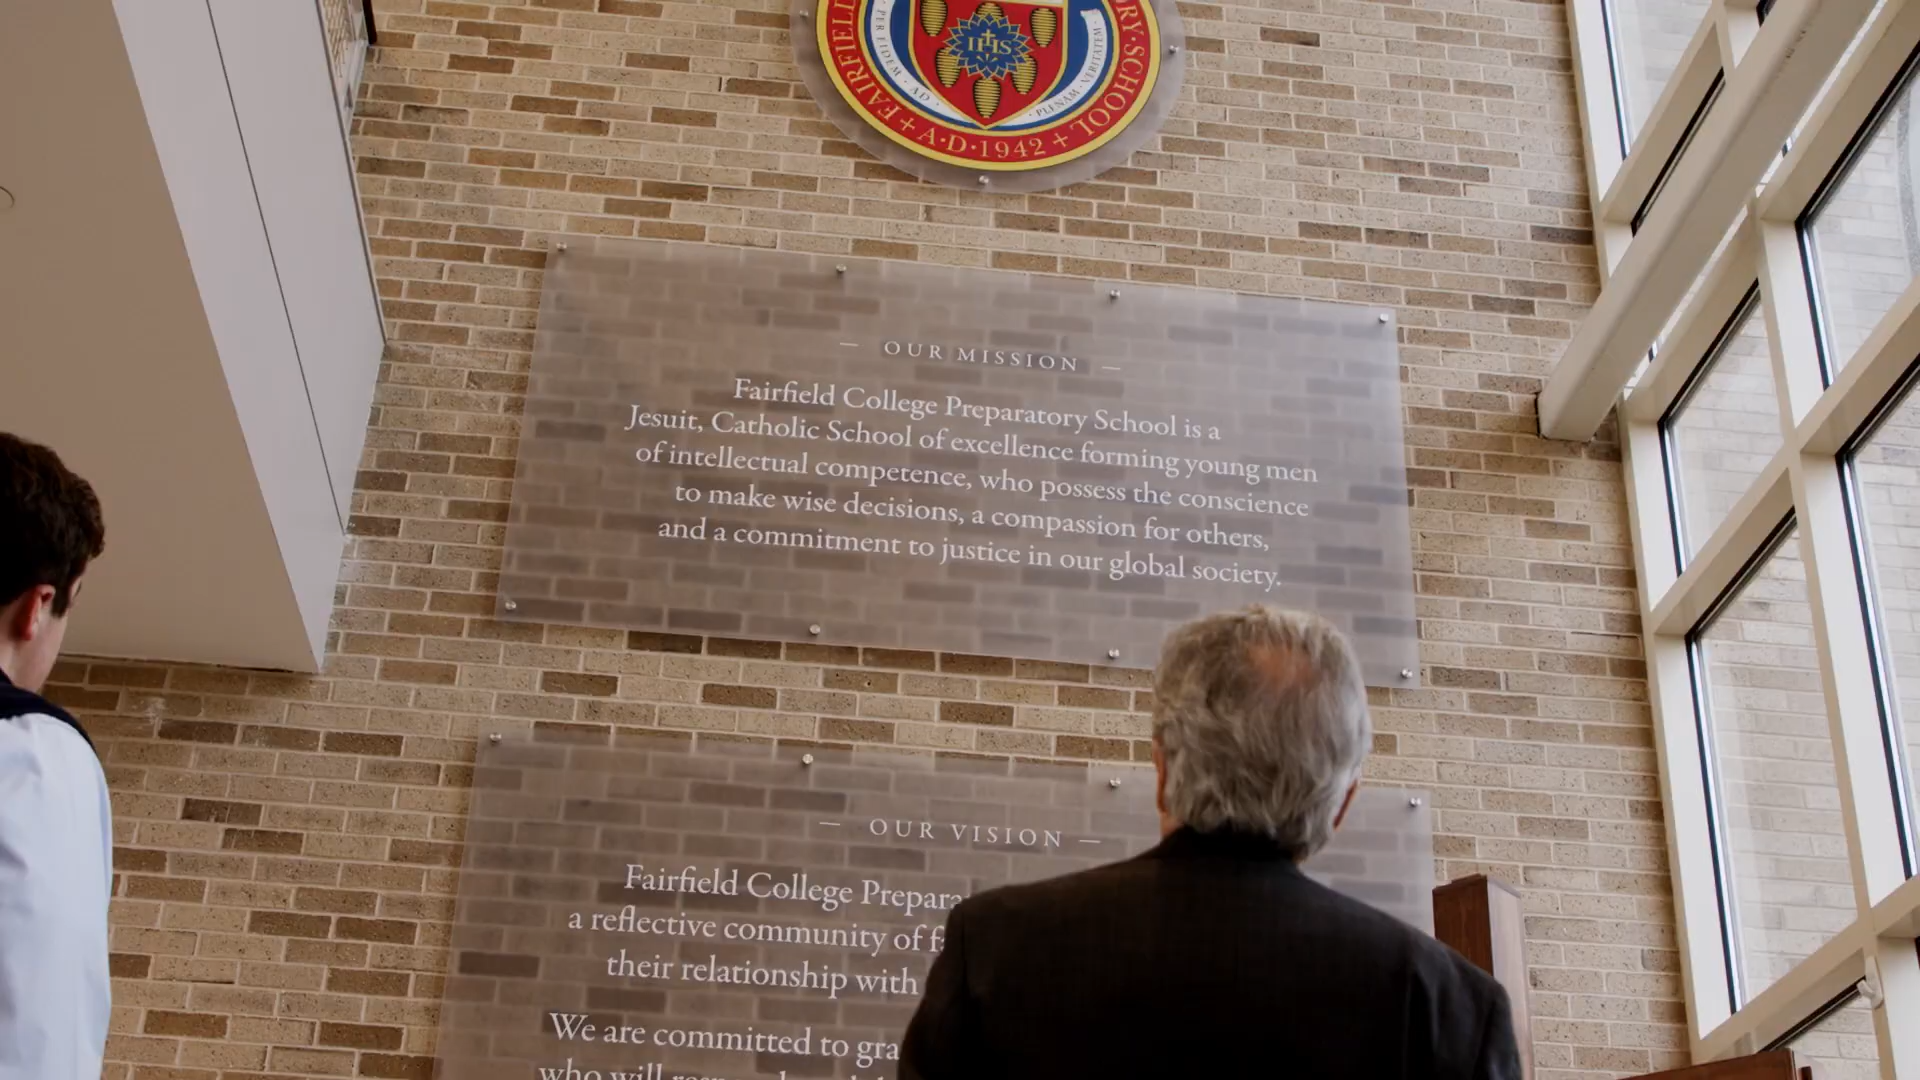 FAIRFIELD
RY · SCHOOL
PER FIDEM · AD · PLENAM VERITATEM
IHS
+ A · D · 1942 +
— OUR MISSION —
Fairfield College Preparatory School is a
Jesuit, Catholic School of excellence forming young men
of intellectual competence, who possess the conscience
to make wise decisions, a compassion for others,
and a commitment to justice in our global society.
— OUR VISION —
Fairfield College
a reflective community of
their relationship with
We are committed to
who will